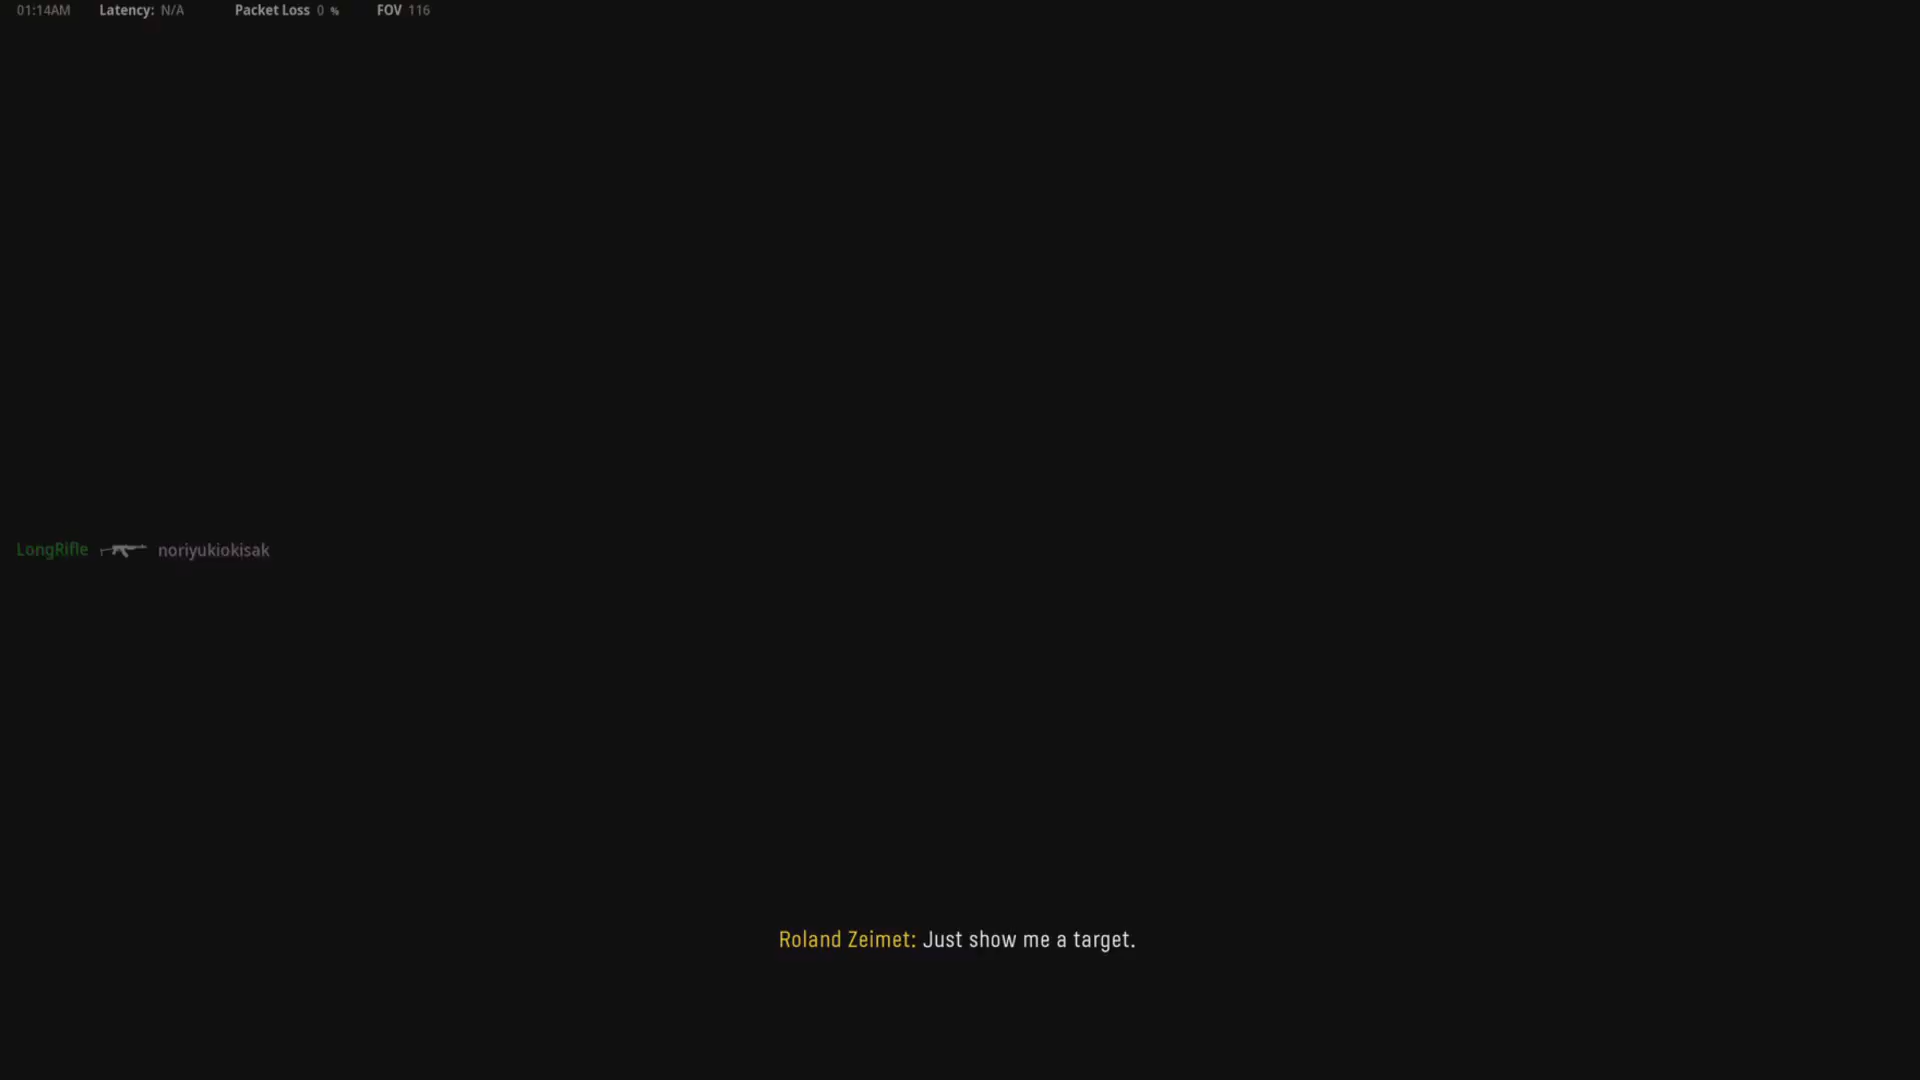 01:14AM Latency: N/A Packet Loss 0 % FOV 116
LongRifle noriyukiokisak
Roland Zeimet: Just show me a target.